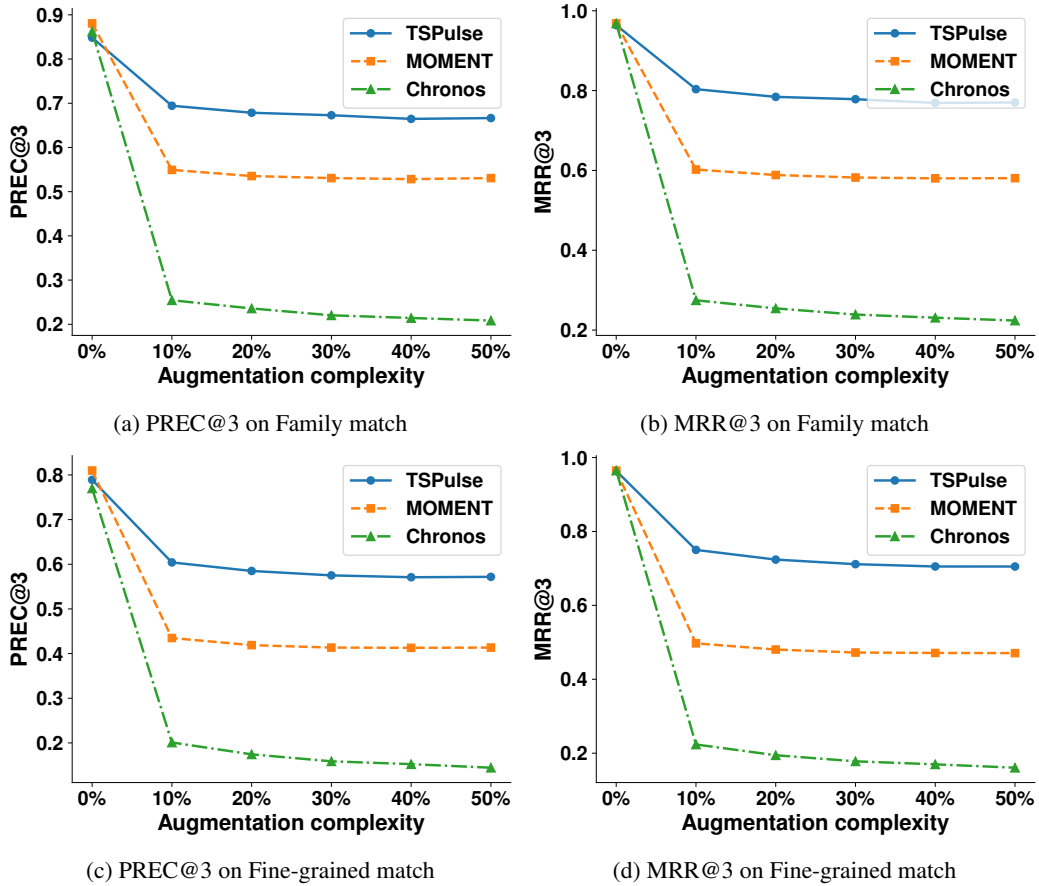 0.9
0.8
0.7
0.6
0.5
0.4
0.3
0.2
PREC@3
TSPulse
MOMENT
Chronos
0% 10% 20% 30% 40% 50%
Augmentation complexity
(a) PREC@3 on Family match
1.0
0.8
0.6
0.4
0.2
MRR@3
TSPulse
MOMENT
Chronos
0% 10% 20% 30% 40% 50%
Augmentation complexity
(b) MRR@3 on Family match
0.8
0.7
0.6
0.5
0.4
0.3
0.2
PREC@3
TSPulse
MOMENT
Chronos
0% 10% 20% 30% 40% 50%
Augmentation complexity
(c) PREC@3 on Fine-grained match
1.0
0.8
0.6
0.4
0.2
MRR@3
TSPulse
MOMENT
Chronos
0% 10% 20% 30% 40% 50%
Augmentation complexity
(d) MRR@3 on Fine-grained match